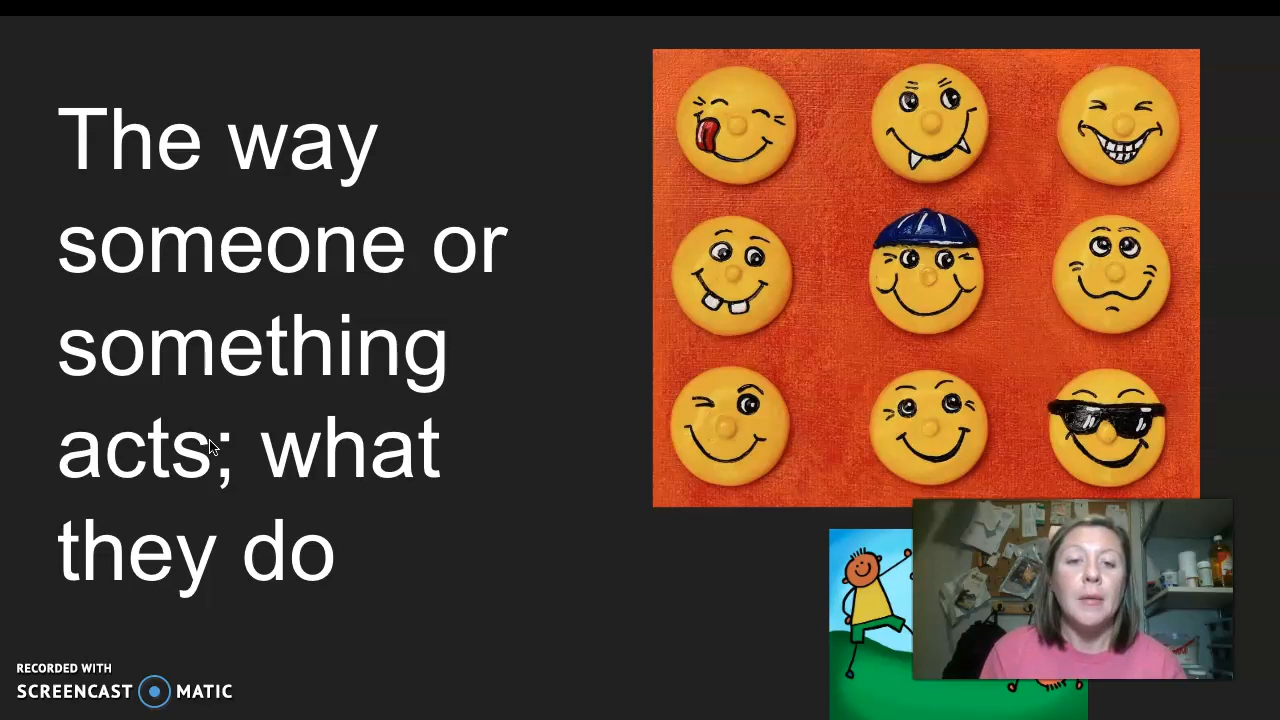 The way
someone or
something
acts; what
they do
RECORDED WITH
SCREENCAST MATIC